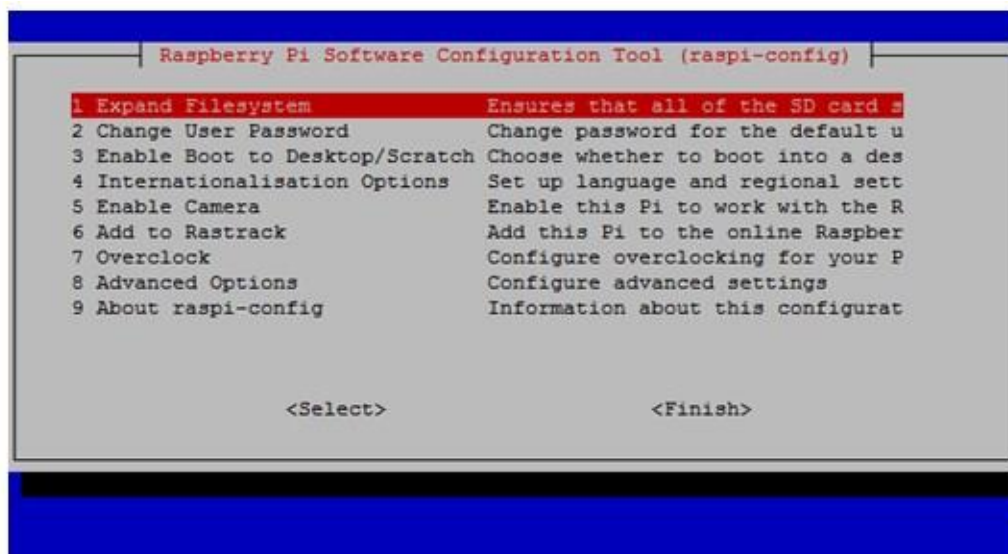 Raspberry Pi Software Configuration Tool (raspi-config)
1 Expand Filesystem Ensures that all of the SD card s
2 Change User Password Change password for the default u
3 Enable Boot to Desktop/Scratch Choose whether to boot into a des
4 Internationalisation Options Set up language and regional sett
5 Enable Camera Enable this Pi to work with the R
6 Add to Rastrack Add this Pi to the online Raspber
7 Overclock Configure overclocking for your P
8 Advanced Options Configure advanced settings
9 About raspi-config Information about this configurat
<Select> <Finish>